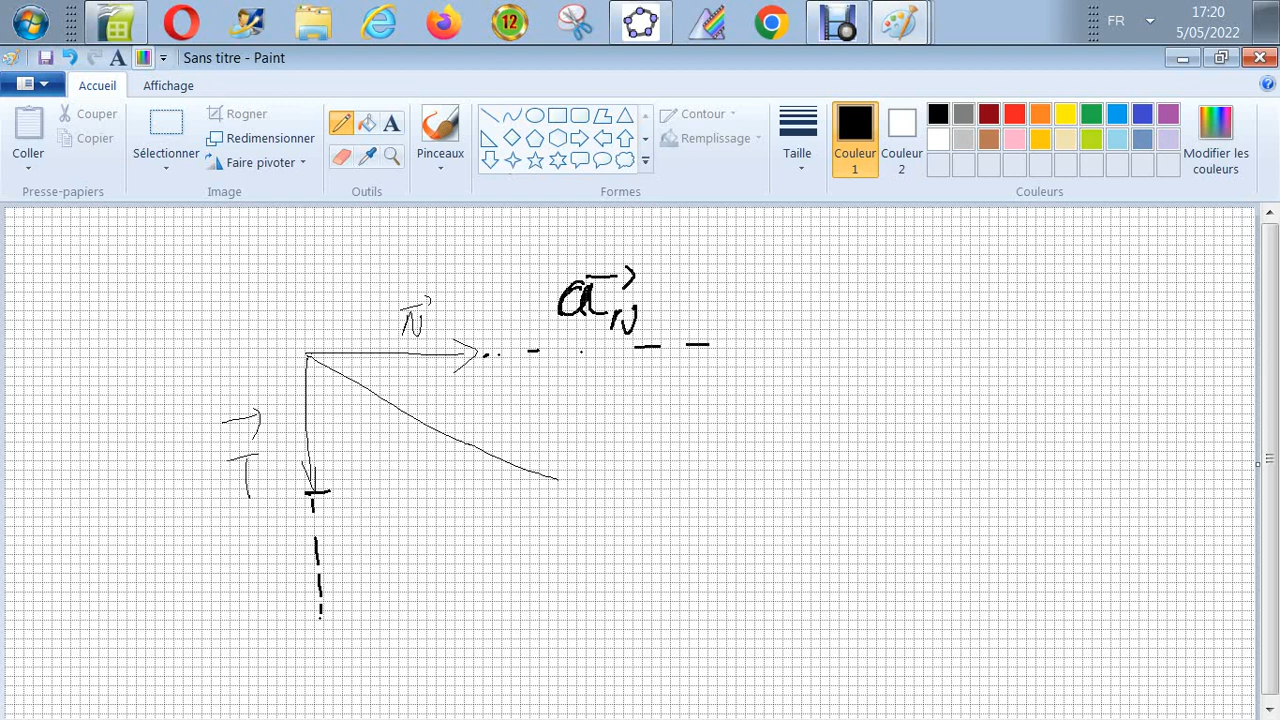 12
FR
17:20
5/05/2022
Sans titre - Paint
Accueil
Affichage
Coller
Couper
Copier
Presse-papiers
Sélectionner
Rogner
Redimensionner
Faire pivoter
Image
A
Outils
Pinceaux
Contour
Remplissage
Formes
Taille
Couleur
1
Couleur
2
Modifier les
couleurs
Couleurs
a⃗N
N⃗
T⃗